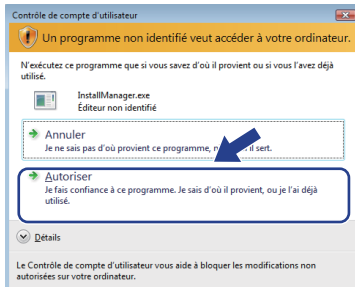 Contrôle de compte d'utilisateur
Un programme non identifié veut accéder à votre ordinateur.
N'exécutez ce programme que si vous savez d'où il provient ou si vous l'avez déjà
utilisé.
InstallManager.exe
Éditeur non identifié
Annuler
Je ne sais pas d'où provient ce programme, il sert.
Autoriser
Je fais confiance à ce programme. Je sais d'où il provient, ou je l'ai déjà
utilisé.
Détails
Le Contrôle de compte d'utilisateur vous aide à bloquer les modifications non
autorisées sur votre ordinateur.